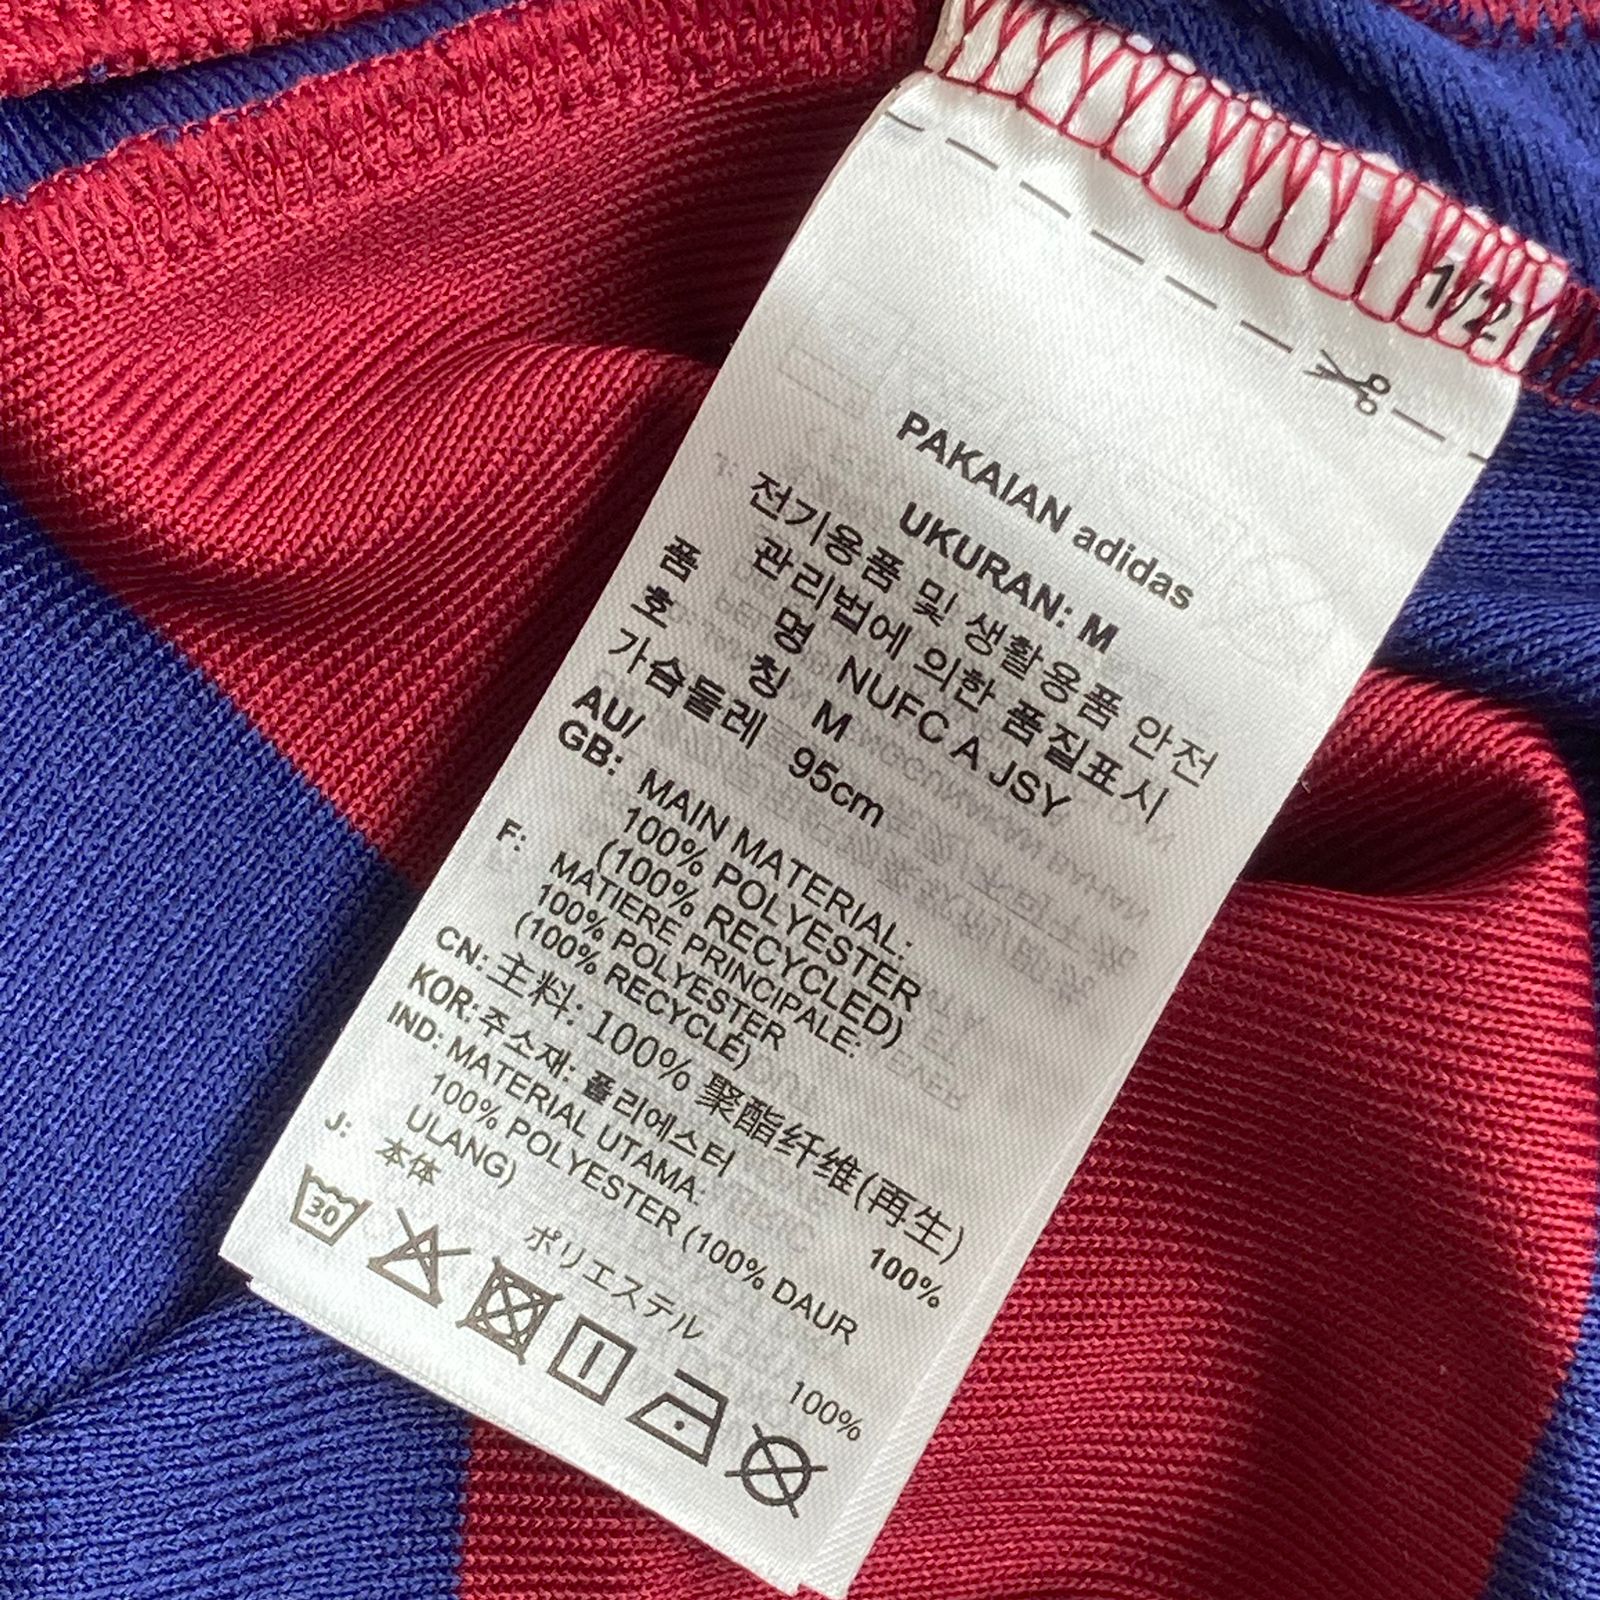 1/2
PAKAIAN adidas
UKURAN: M
전기용품 및 생활용품 안전
관리법에 의한 품질표시
품 명 NUFC A JSY
호 칭 M
가슴둘레 95cm
AU/
GB: MAIN MATERIAL:
100% POLYESTER
(100% RECYCLED)
F: MATIERE PRINCIPALE:
100% POLYESTER
(100% RECYCLÉ)
CN: 主料: 100% 聚酯纤维(再生)
KOR: 주소재: 폴리에스터 100%
IND: MATERIAL UTAMA:
100% POLYESTER (100% DAUR
ULANG)
J: 本体
ポリエステル 100%
30